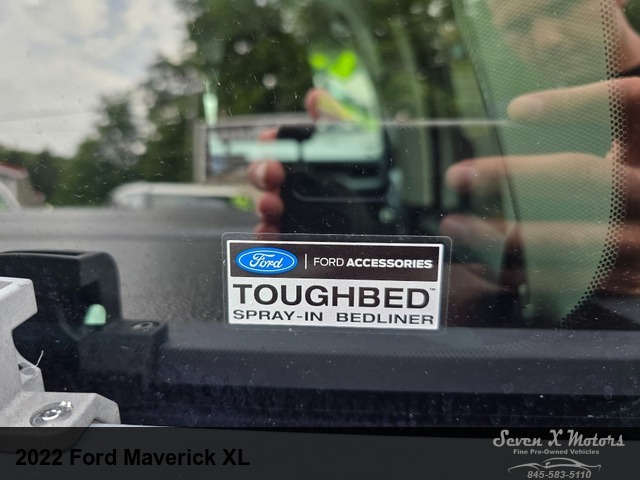 Ford | FORD ACCESSORIES
TOUGHBED™
SPRAY-IN BEDLINER
2022 Ford Maverick XL
Seven X Motors
Fine Pre-Owned Vehicles
845-583-5110